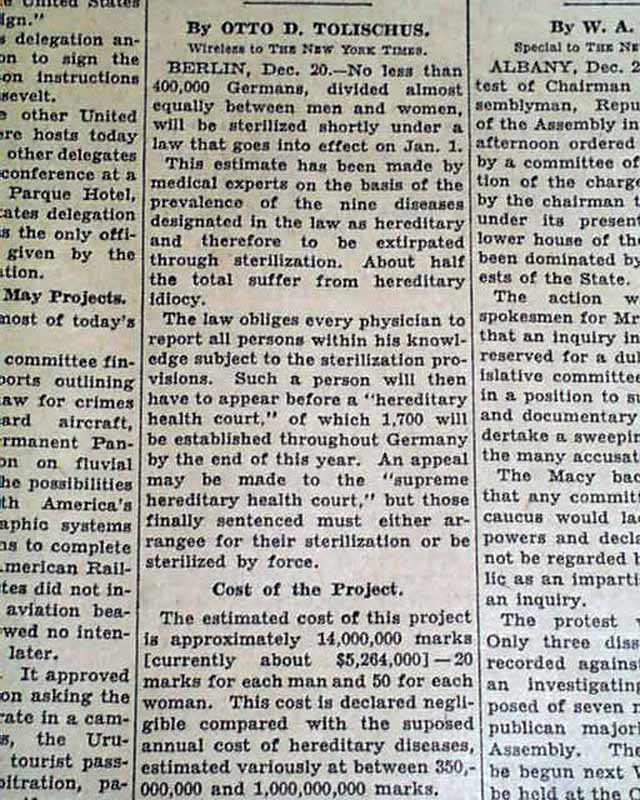 United States
ign."
s delegation an-
on to sign the
on instructions
sevelt.
e other United
ere hosts today
other delegates
conference at a
Parque Hotel,
tates delegation
s the only offi-
given by the
ation.
May Projects.
most of today's
committee fin-
ports outlining
aw for crimes
ard aircraft,
rmanent Pan-
on on fluvial
he possibilities
th America's
aphic systems
ns to complete
American Rail-
tes did not in-
aviation bea-
wed no inten-
later.
It approved
on asking the
rate in a cam-
s, the Uru-
tourist pass-
bitration, pa-
By OTTO D. TOLISCHUS.
Wireless to THE NEW YORK TIMES.
BERLIN, Dec. 20.—No less than
400,000 Germans, divided almost
equally between men and women,
will be sterilized shortly under a
law that goes into effect on Jan. 1.
This estimate has been made by
medical experts on the basis of the
prevalence of the nine diseases
designated in the law as hereditary
and therefore to be extirpated
through sterilization. About half
the total suffer from hereditary
idiocy.
The law obliges every physician to
report all persons within his knowl-
edge subject to the sterilization pro-
visions. Such a person will then
have to appear before a "hereditary
health court," of which 1,700 will
be established throughout Germany
by the end of this year. An appeal
may be made to the "supreme
hereditary health court," but those
finally sentenced must either ar-
rangee for their sterilization or be
sterilized by force.
Cost of the Project.
The estimated cost of this project
is approximately 14,000,000 marks
[currently about $5,264,000]—20
marks for each man and 50 for each
woman. This cost is declared negli-
gible compared with the suposed
annual cost of hereditary diseases,
estimated variously at between 350,-
000,000 and 1,000,000,000 marks.
By W. A.
Special to THE NE
ALBANY, Dec. 2
test of Chairman
semblyman, Repu
of the Assembly in
afternoon ordered
by a committee of
tion of the charge
by the chairman t
under its present
lower house of th
been dominated by
ests of the State.
The action w
spokesmen for Mr
that an inquiry in
reserved for a dul
islative committee
in a position to su
and documentary
dertake a sweepin
the many accusat
The Macy bac
that any commit
caucus would lac
powers and decla
not be regarded b
lic as an imparti
an inquiry.
The protest v
Only three diss
recorded against
an investigating
posed of seven r
publican majori
Assembly. The
be begun next V
be held at the C